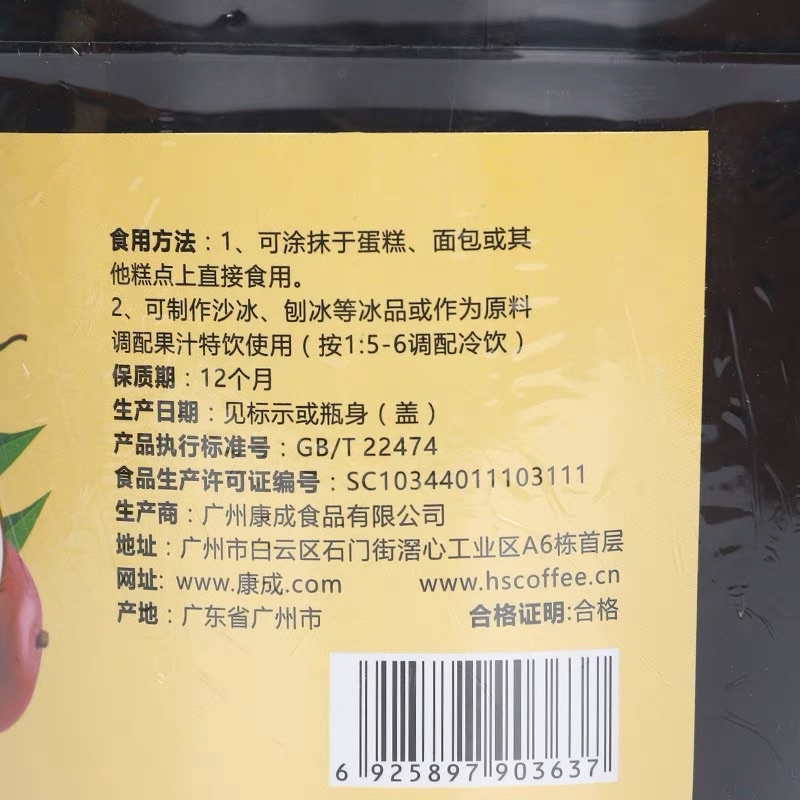 食用方法：1、可涂抹于蛋糕、面包或其
他糕点上直接食用。
2、可制作沙冰、刨冰等冰品或作为原料
调配果汁特饮使用（按1:5-6调配冷饮）
保质期：12个月
生产日期：见标示或瓶身（盖）
产品执行标准号：GB/T 22474
食品生产许可证编号：SC10344011103111
生产商：广州康成食品有限公司
地址：广州市白云区石门街滘心工业区A6栋首层
网址: www.康成.com www.hscoffee.cn
产地：广东省广州市 合格证明:合格
6 925897 903637